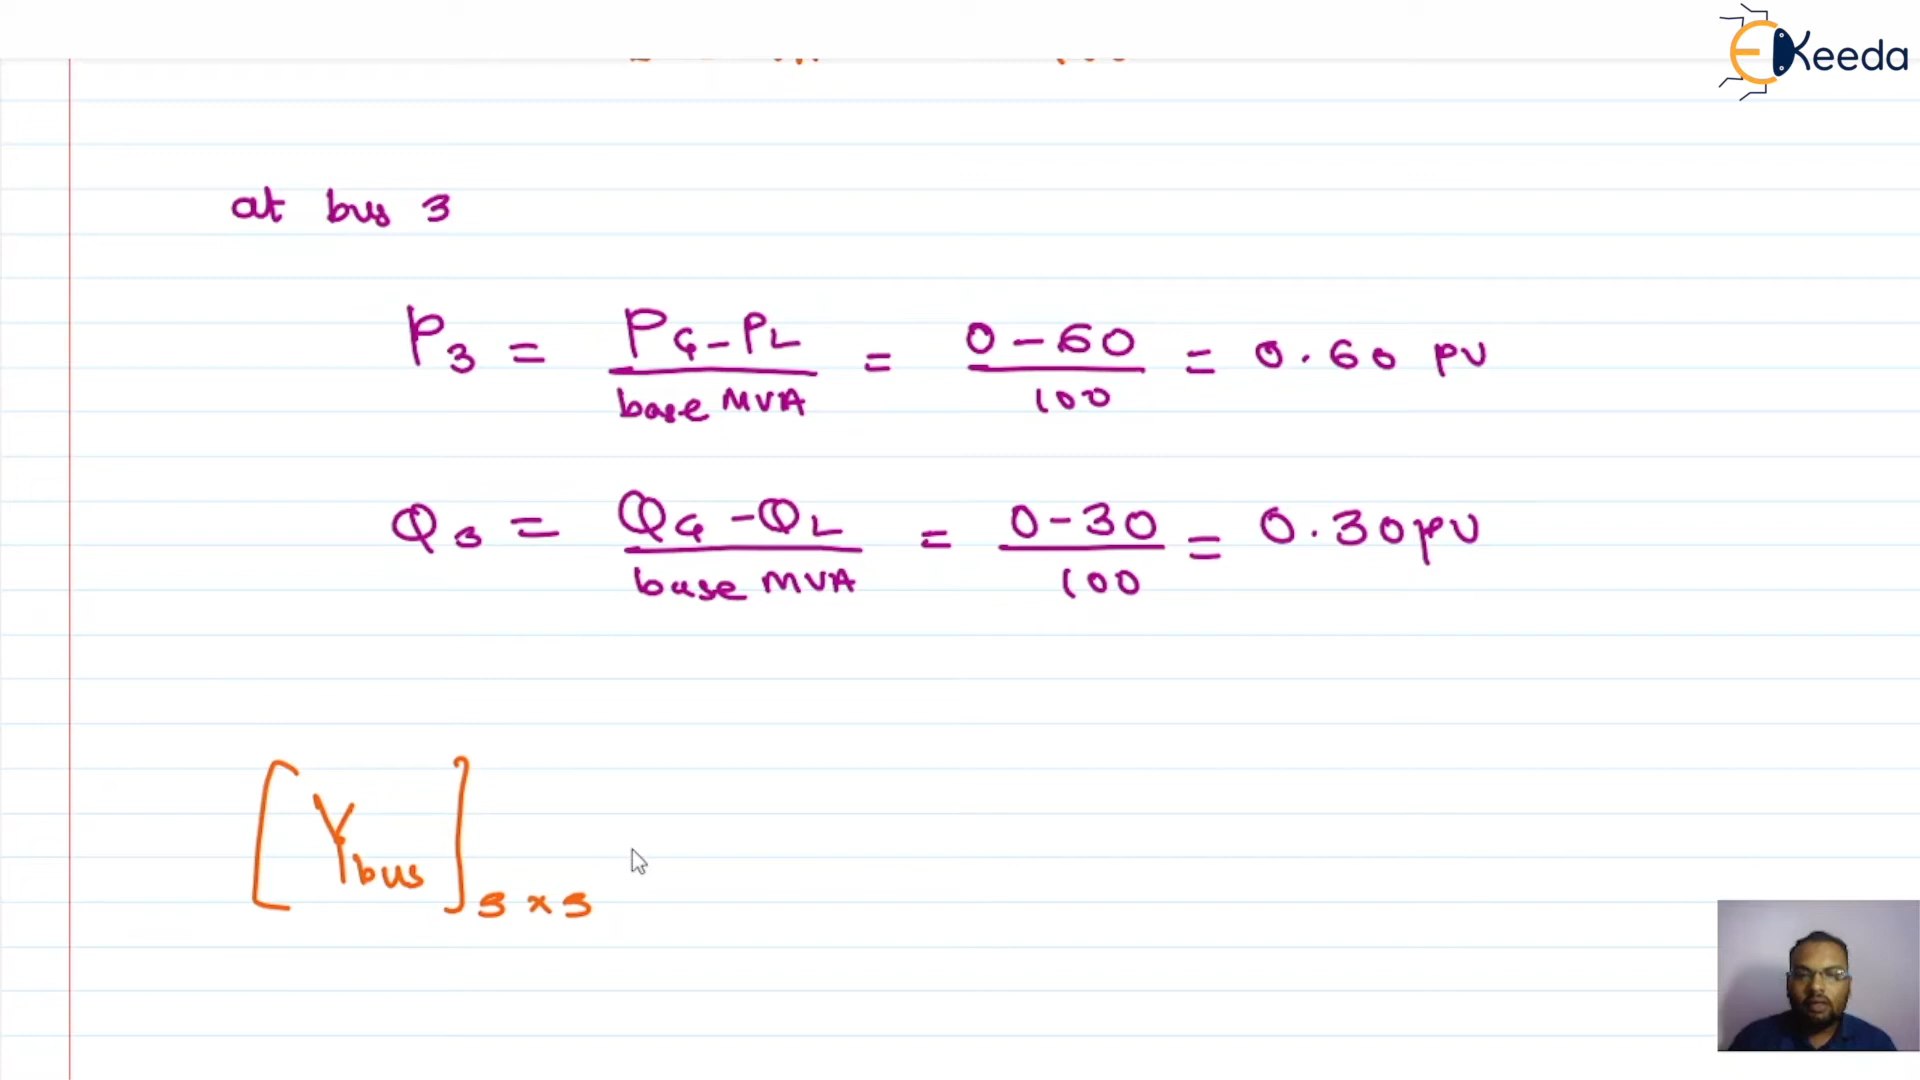 EKeeda
at bus 3
P3 = PG-PL / base MVA = 0-60 / 100 = 0.60 pu
Q3 = QG-QL / base MVA = 0-30 / 100 = 0.30 pu
[Ybus] 3 x 3